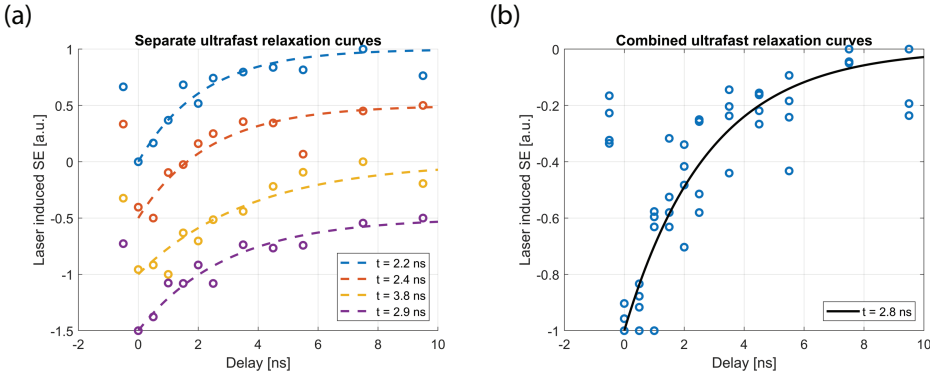 (a)
Separate ultrafast relaxation curves
Laser induced SE [a.u.]
1
0.5
0
-0.5
-1
-1.5
-2
0
2
4
6
8
10
Delay [ns]
t = 2.2 ns
t = 2.4 ns
t = 3.8 ns
t = 2.9 ns
(b)
Combined ultrafast relaxation curves
Laser induced SE [a.u.]
0
-0.2
-0.4
-0.6
-0.8
-1
-2
0
2
4
6
8
10
Delay [ns]
t = 2.8 ns